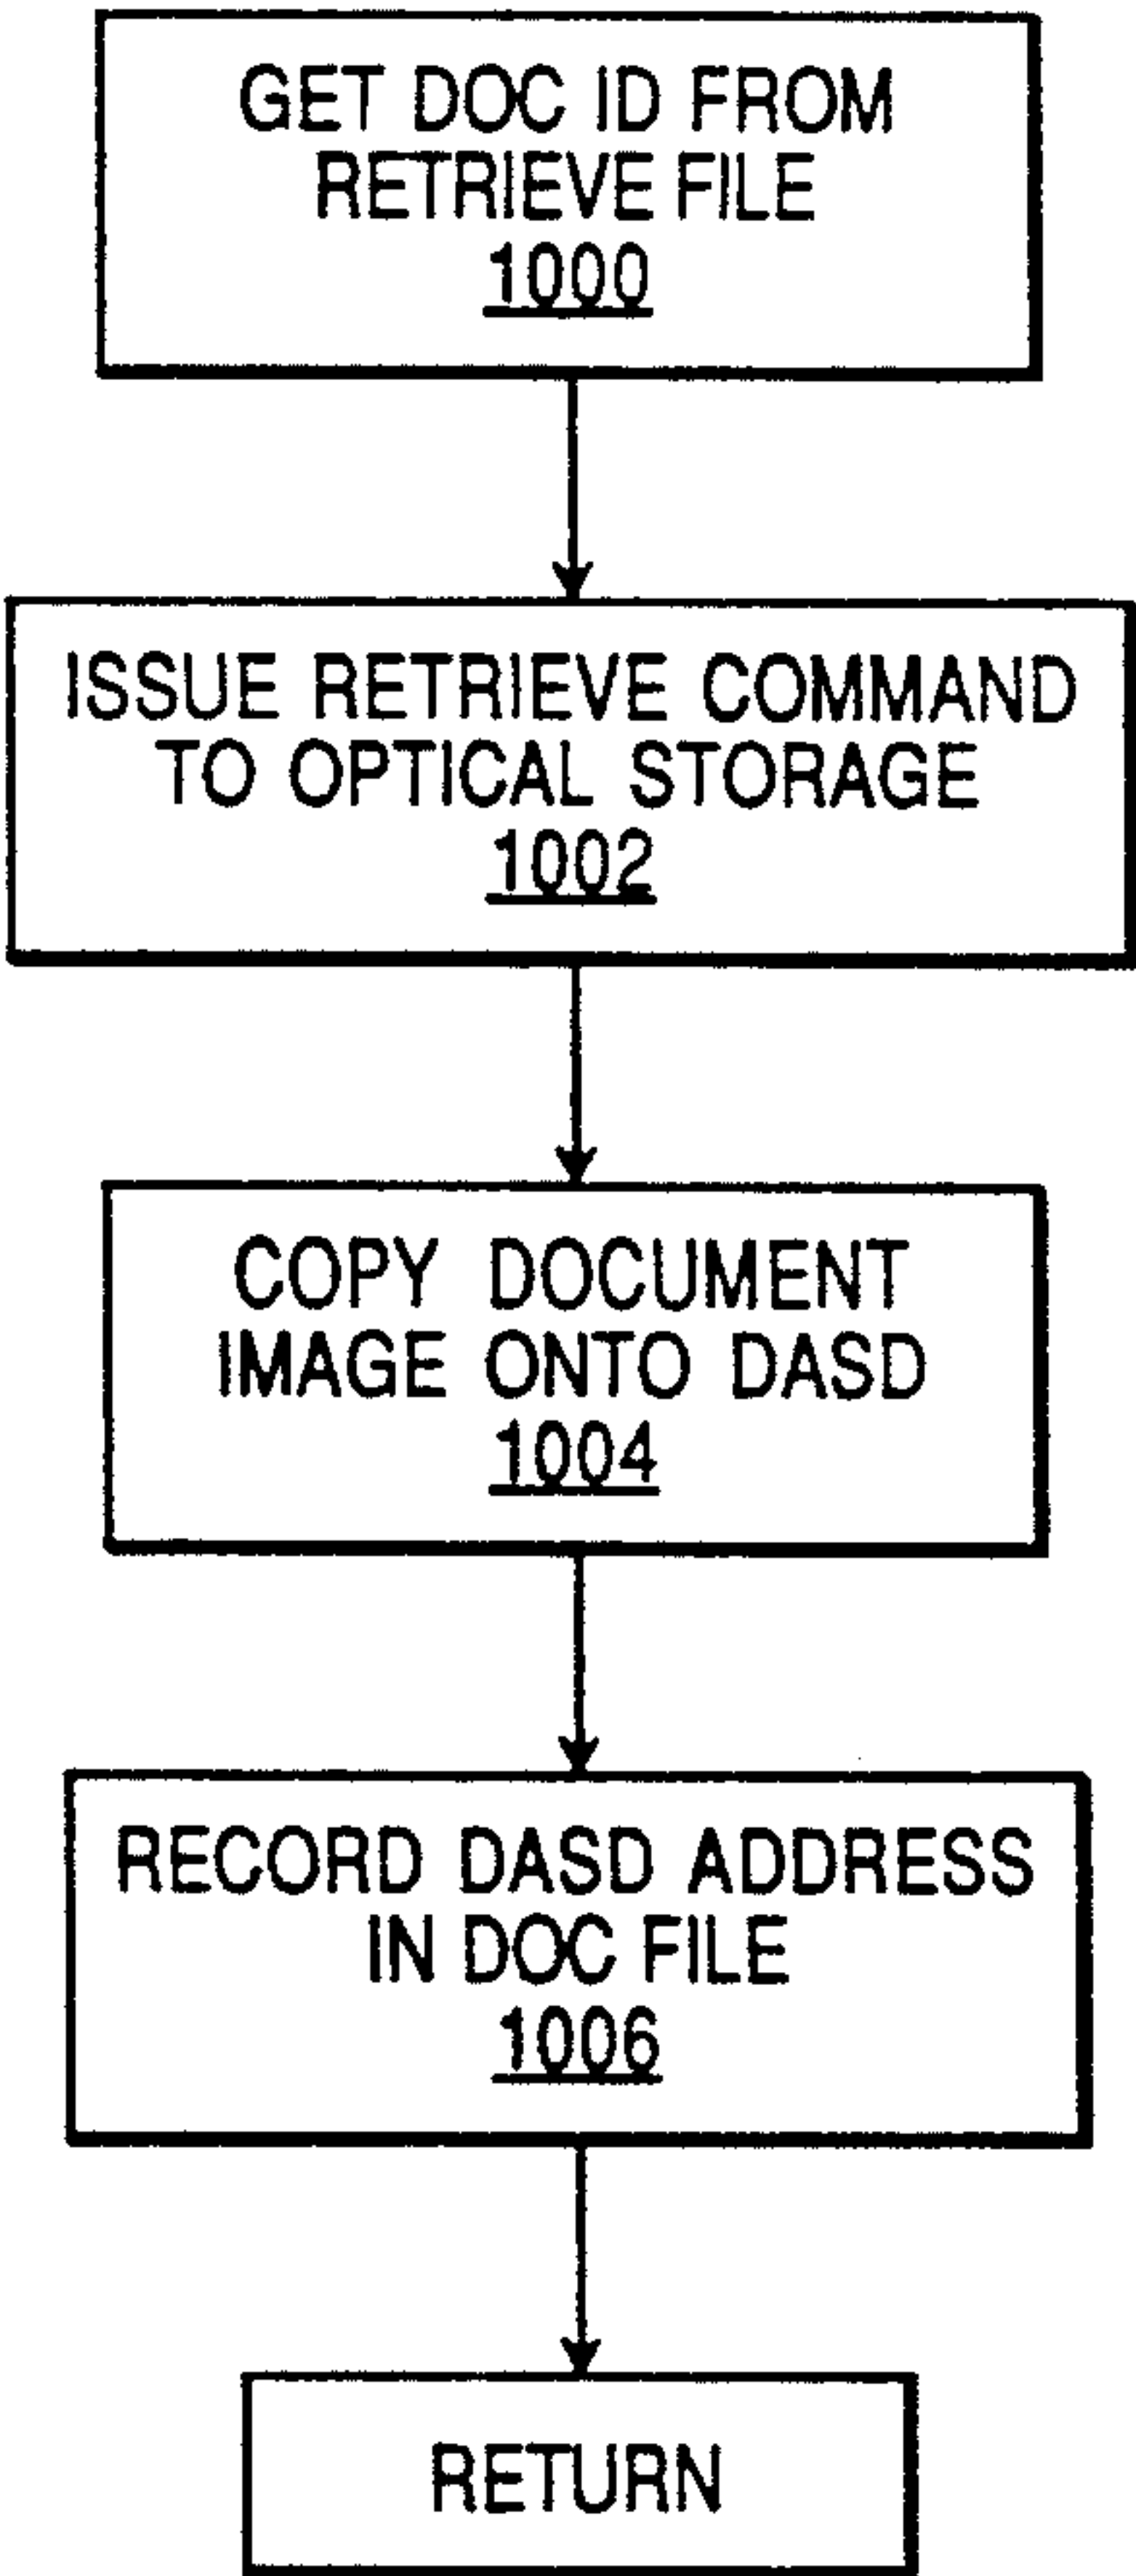 GET DOC ID FROM
RETRIEVE FILE
1000
ISSUE RETRIEVE COMMAND
TO OPTICAL STORAGE
1002
COPY DOCUMENT
IMAGE ONTO DASD
1004
RECORD DASD ADDRESS
IN DOC FILE
1006
RETURN